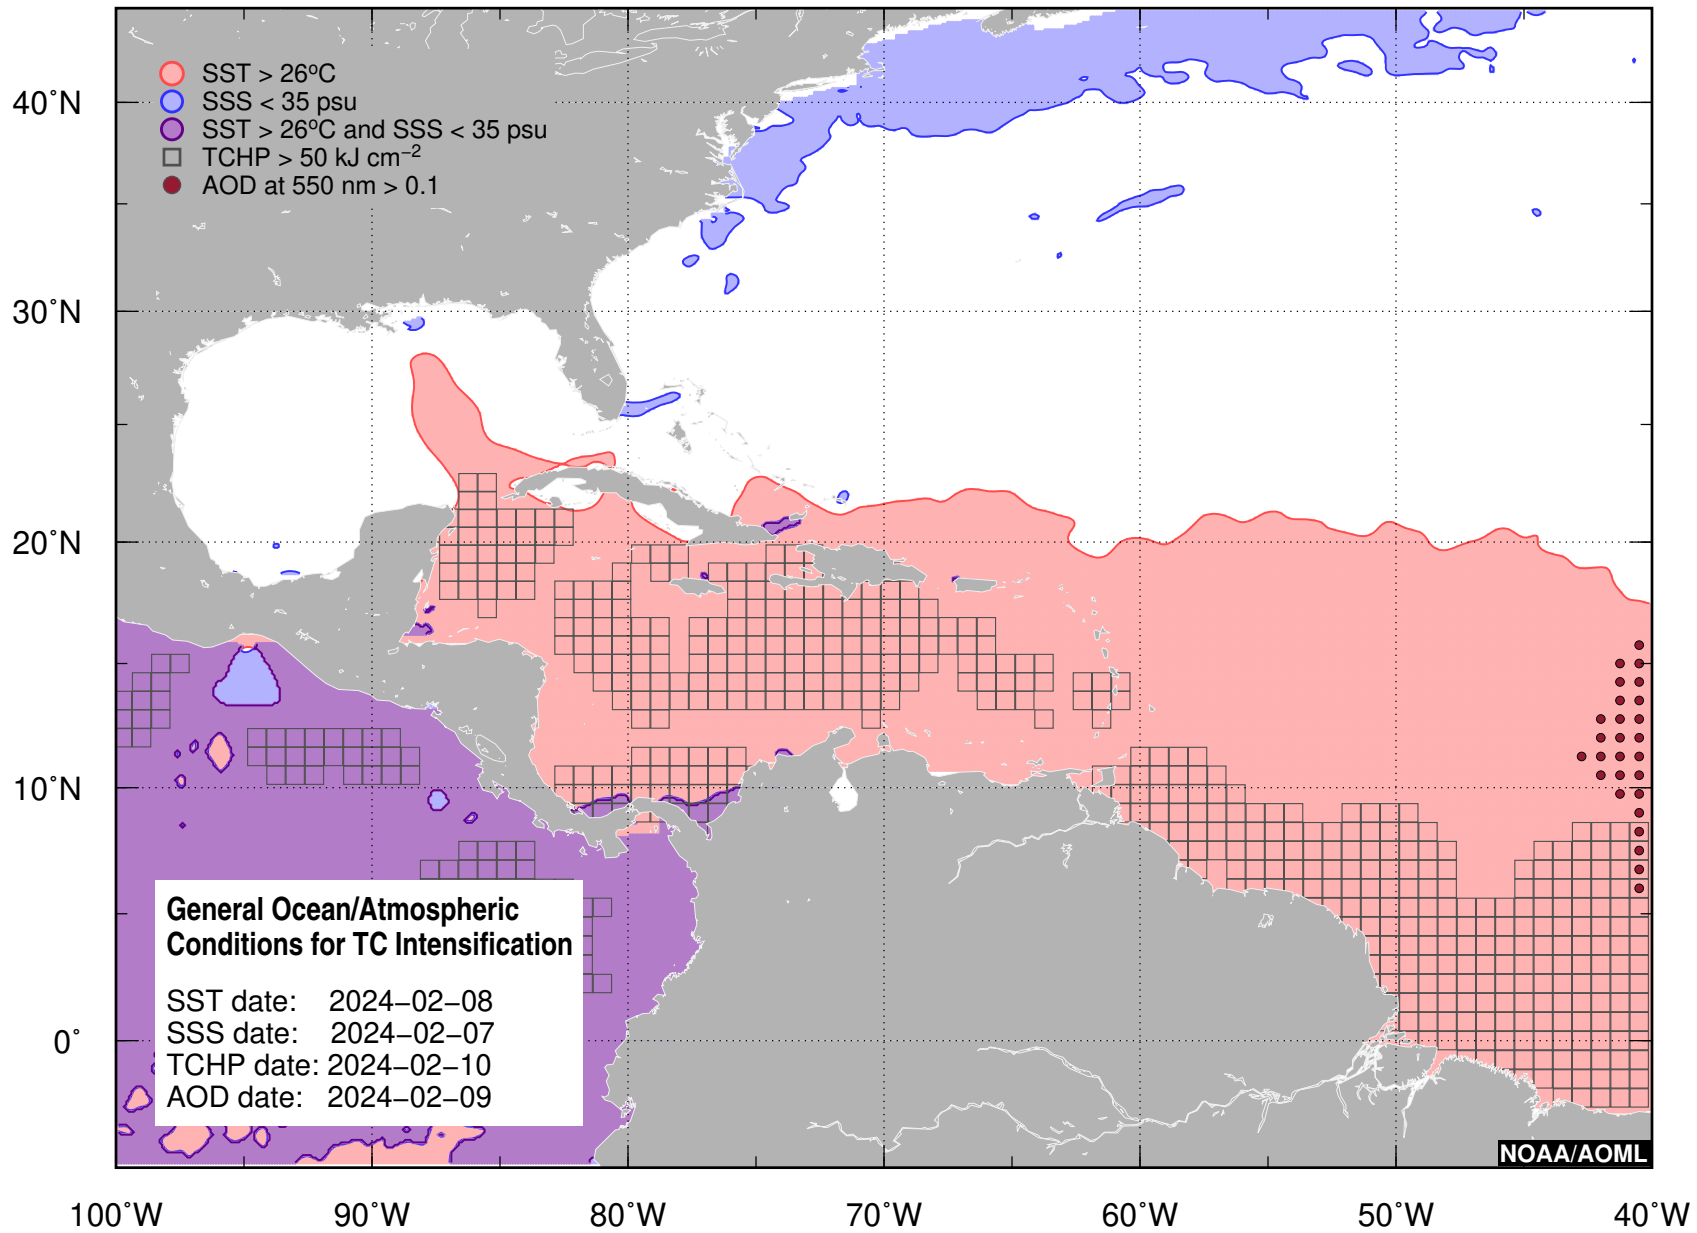 SST > 26ºC
SSS < 35 psu
SST > 26ºC and SSS < 35 psu
TCHP > 50 kJ cm⁻²
AOD at 550 nm > 0.1
40˚N
30˚N
20˚N
10˚N
0˚
General Ocean/Atmospheric
Conditions for TC Intensification
SST date: 2024−02−08
SSS date: 2024−02−07
TCHP date: 2024−02−10
AOD date: 2024−02−09
NOAA/AOML
100˚W 90˚W 80˚W 70˚W 60˚W 50˚W 40˚W